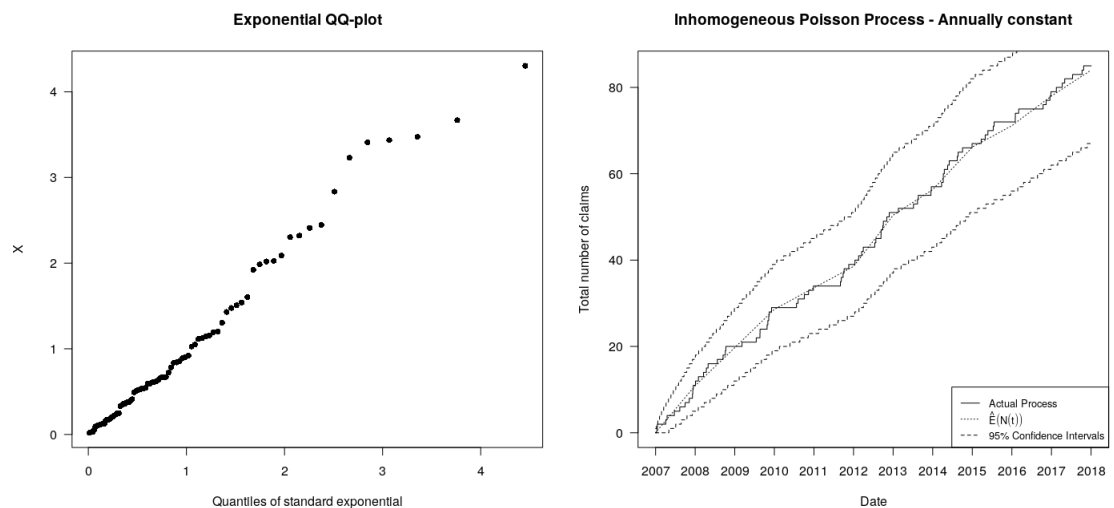 Exponential QQ-plot
X
4
3
2
1
0
0 1 2 3 4
Quantiles of standard exponential
Inhomogeneous Poisson Process - Annually constant
Total number of claims
80
60
40
20
0
2007 2008 2009 2010 2011 2012 2013 2014 2015 2016 2017 2018
Date
Actual Process
Ê(N(t))
95% Confidence Intervals